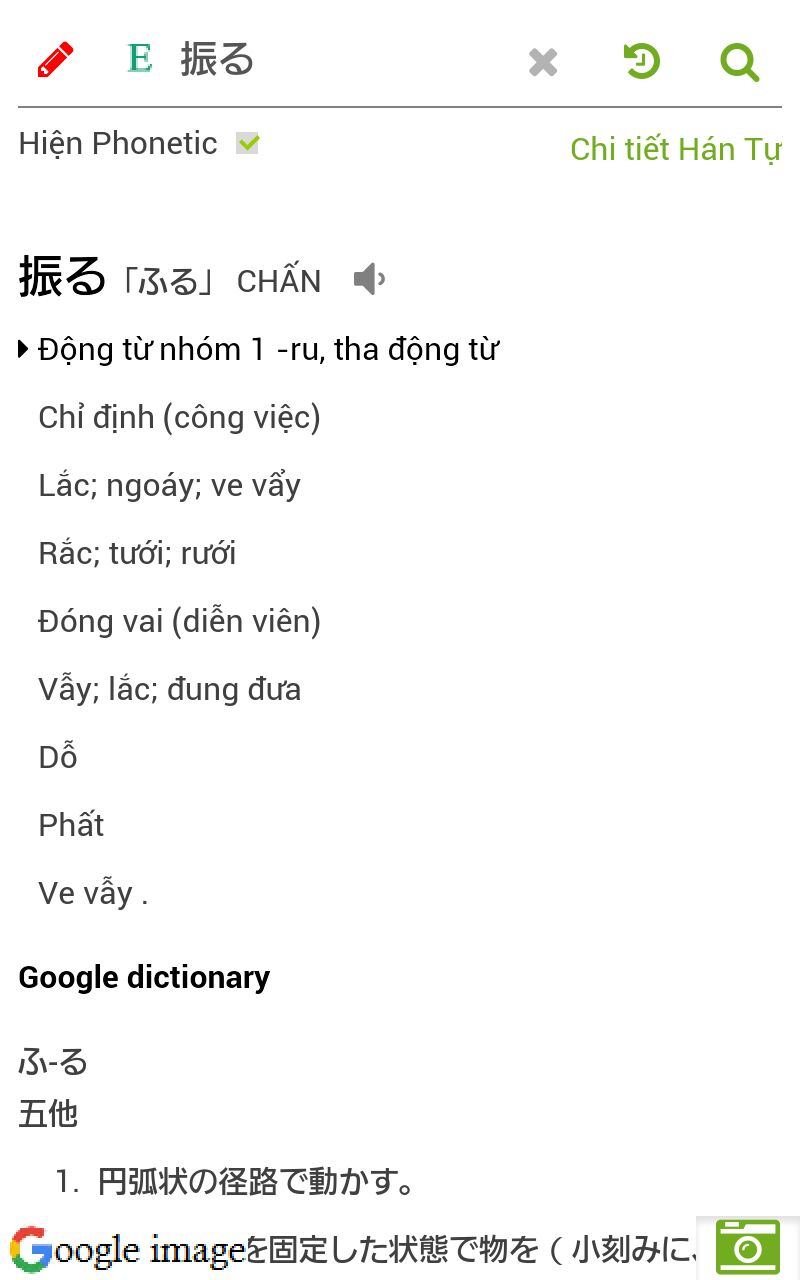 E 振る
Hiện Phonetic
Chi tiết Hán Tự
振る「ふる」 CHẤN
Động từ nhóm 1 -ru, tha động từ
Chỉ định (công việc)
Lắc; ngoáy; ve vẩy
Rắc; tưới; rưới
Đóng vai (diễn viên)
Vẫy; lắc; đung đưa
Dỗ
Phất
Ve vẫy .
Google dictionary
ふ-る
五他
1. 円弧状の径路で動かす。
Google image を固定した状態で物を ( 小刻みに、